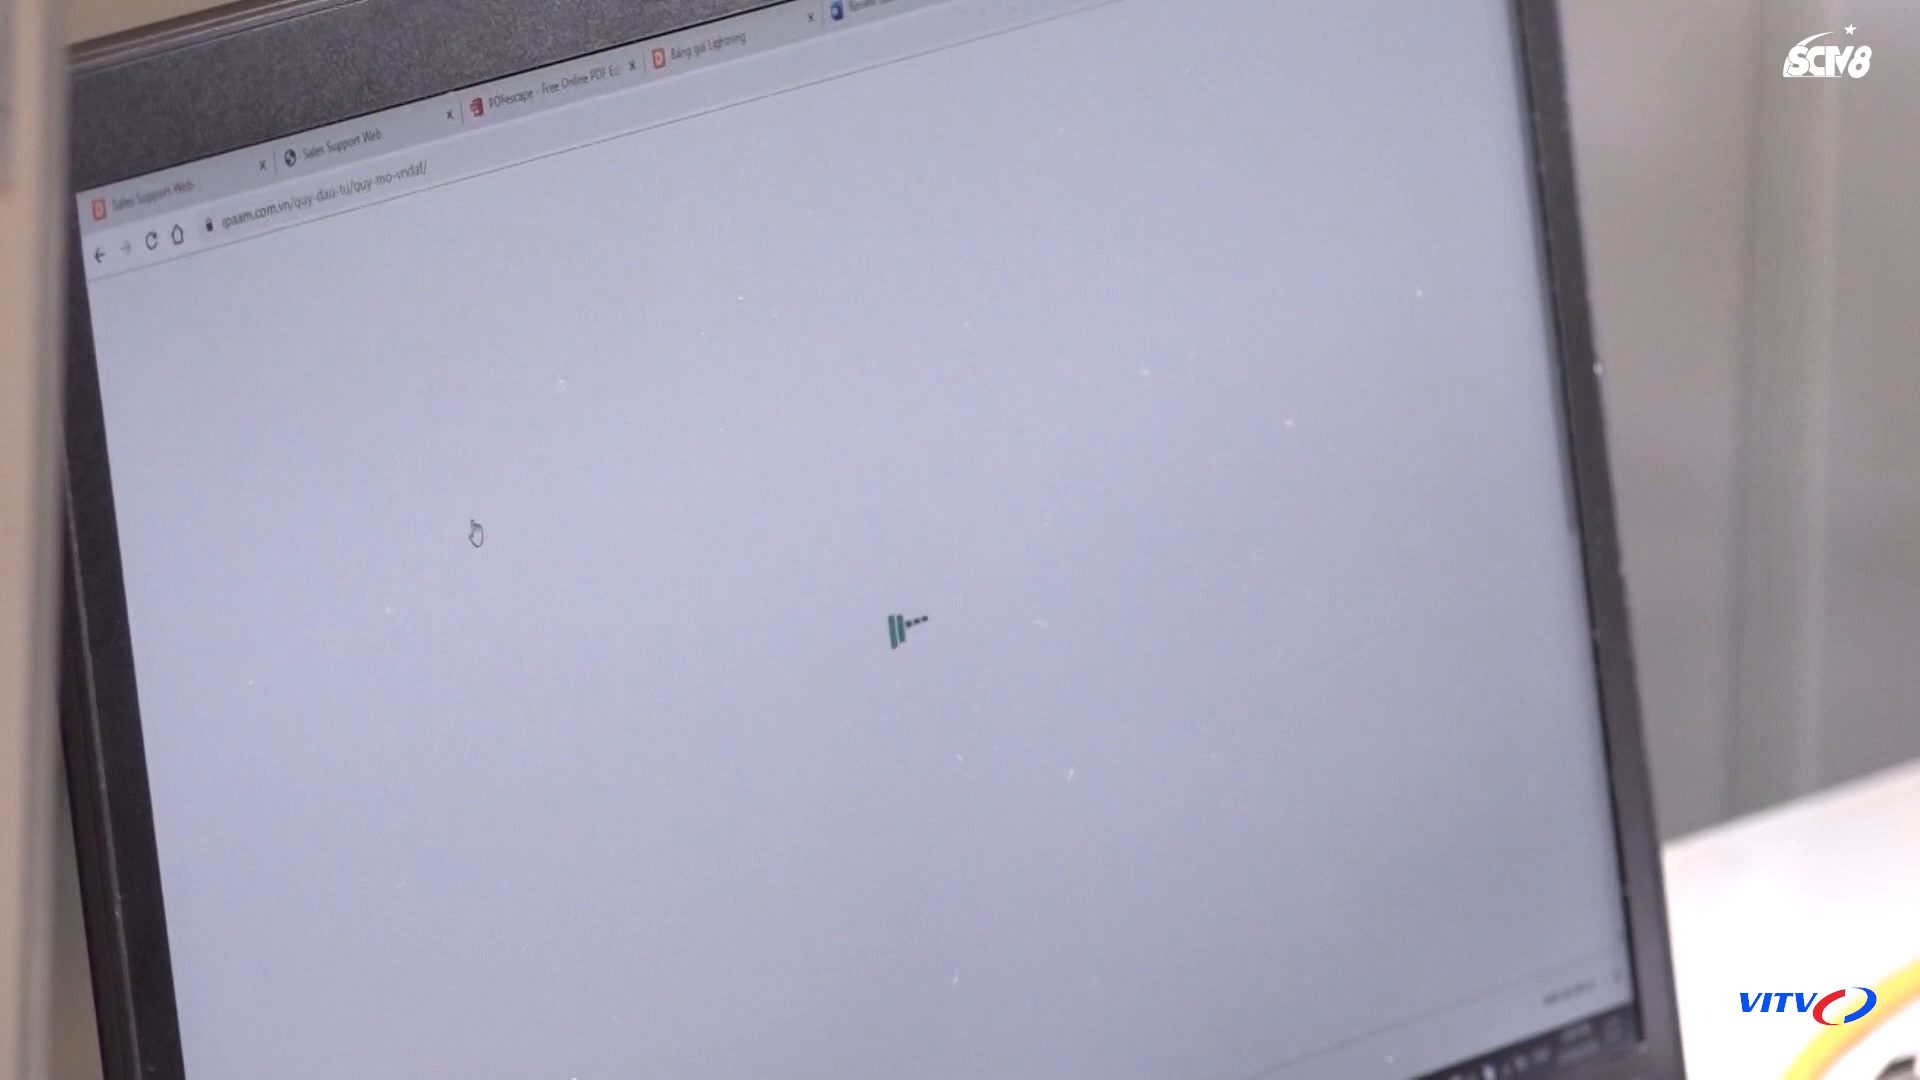 SCTV8
Sales Support Web
Sales Support Web
PDFescape - Free Online PDF Ed
Bảng giá Lightning
ipaam.com.vn/quy-dau-tu/quy-mo-vndaf/
VITV